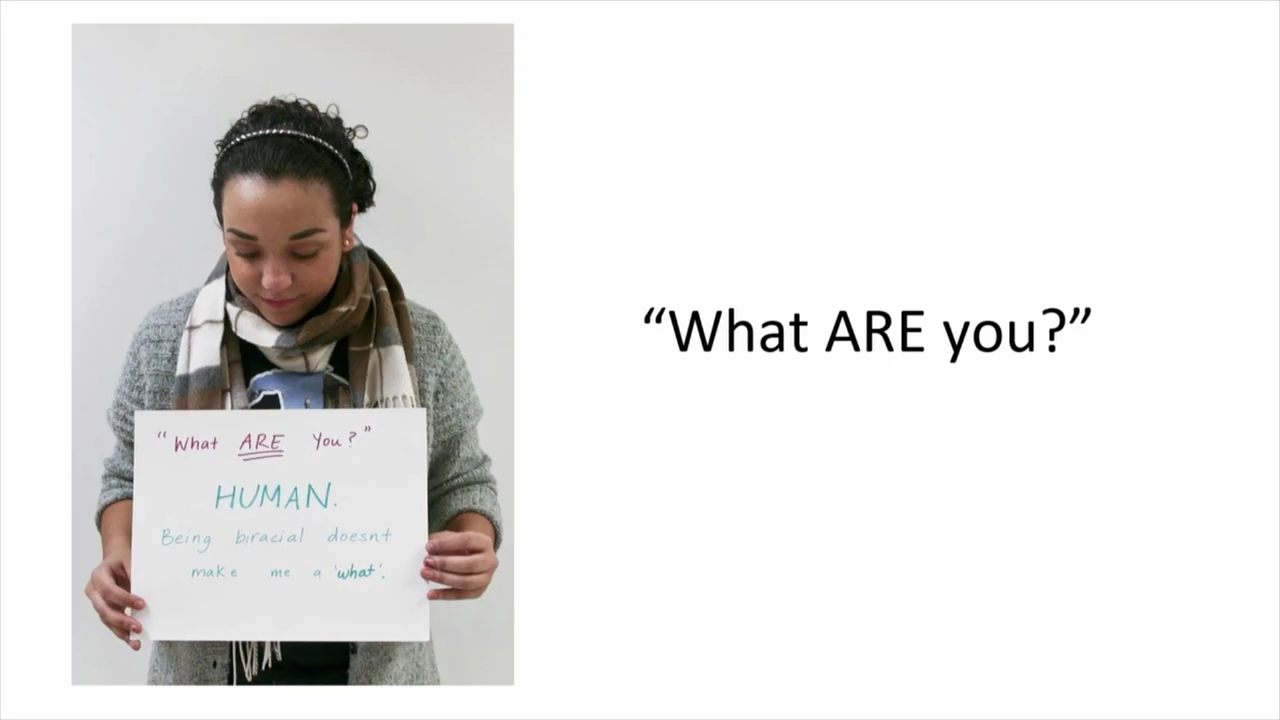 "What ARE You?"
HUMAN.
Being biracial doesnt
make me a 'what'.
“What ARE you?”